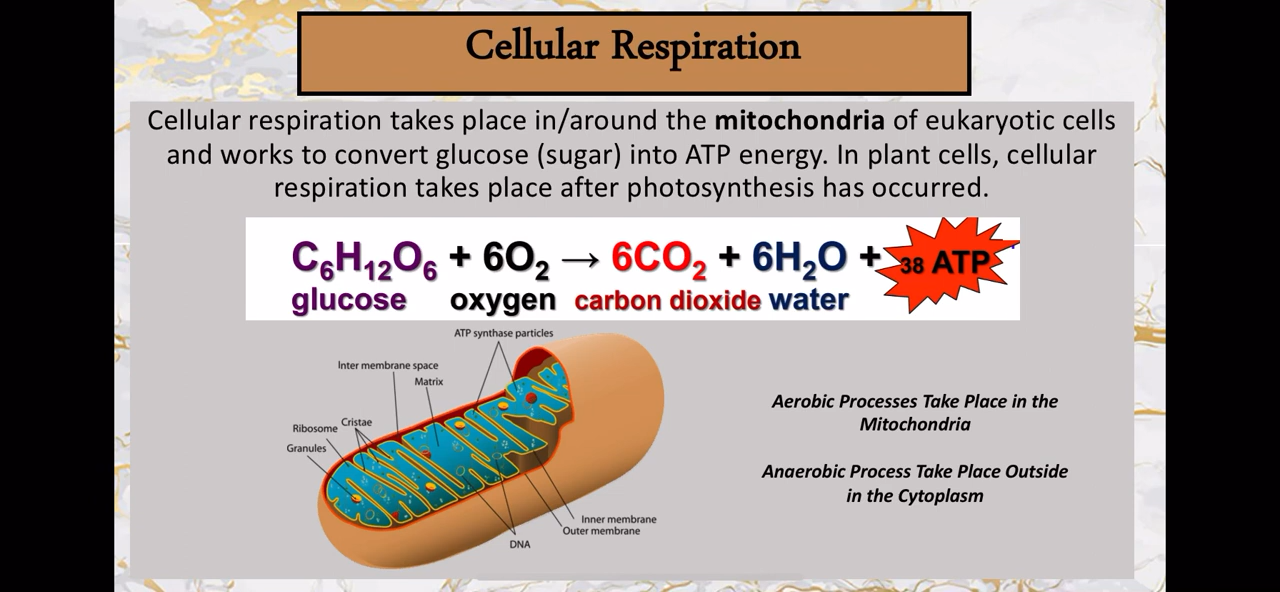 Cellular Respiration
Cellular respiration takes place in/around the mitochondria of eukaryotic cells
and works to convert glucose (sugar) into ATP energy. In plant cells, cellular
respiration takes place after photosynthesis has occurred.
C₆H₁₂O₆ + 6O₂ → 6CO₂ + 6H₂O + 38 ATP
glucose oxygen carbon dioxide water
ATP synthase particles
Inter membrane space
Matrix
Cristae
Ribosome
Granules
Inner membrane
Outer membrane
DNA
Aerobic Processes Take Place in the
Mitochondria
Anaerobic Process Take Place Outside
in the Cytoplasm